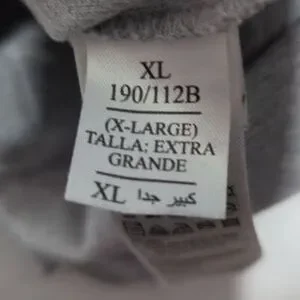 XL
190/112B
(X-LARGE)
TALLA: EXTRA
GRANDE
XL كبير جدا